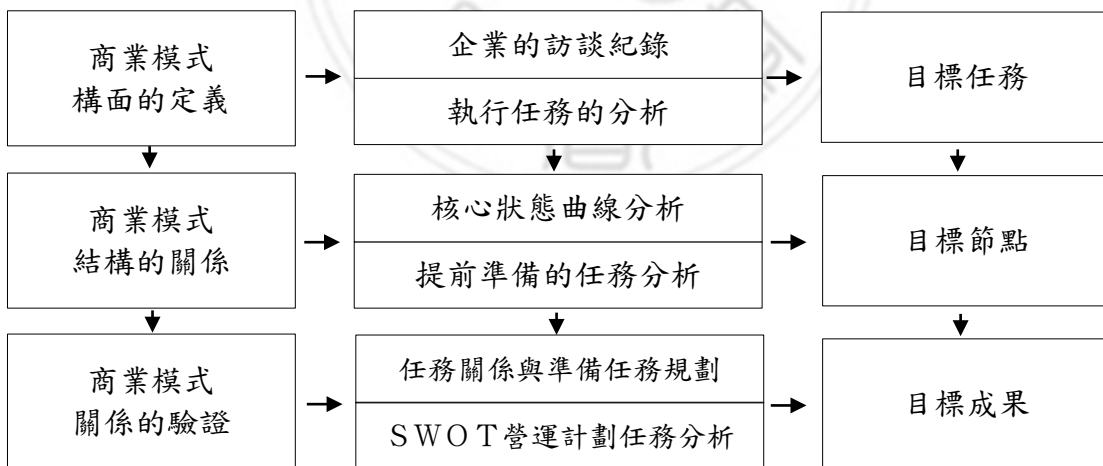 商業模式
構面的定義
企業的訪談紀錄
執行任務的分析
目標任務
商業模式
結構的關係
核心狀態曲線分析
提前準備的任務分析
目標節點
商業模式
關係的驗證
任務關係與準備任務規劃
ＳＷＯＴ營運計劃任務分析
目標成果